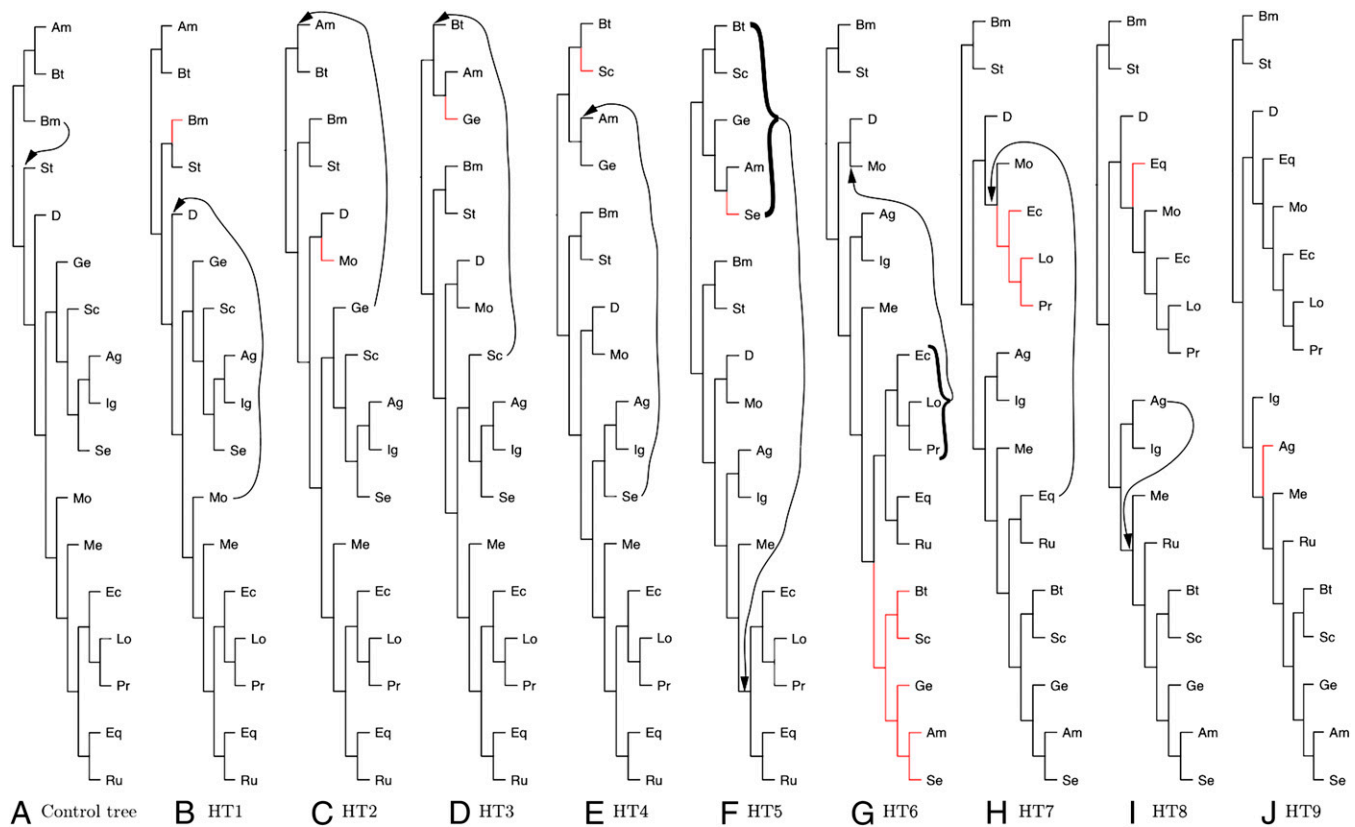 Am
Bt
Bm
St
D
Ge
Sc
Ag
Ig
Se
Mo
Me
Ec
Lo
Pr
Eq
Ru
A Control tree
Am
Bt
Bm
St
D
Ge
Sc
Ag
Ig
Se
Mo
Me
Ec
Lo
Pr
Eq
Ru
B HT1
Am
Bt
Bm
St
D
Mo
Ge
Sc
Ag
Ig
Se
Me
Ec
Lo
Pr
Eq
Ru
C HT2
Bt
Am
Ge
Bm
St
D
Mo
Sc
Ag
Ig
Se
Me
Ec
Lo
Pr
Eq
Ru
D HT3
Bt
Sc
Am
Ge
Bm
St
D
Mo
Ag
Ig
Se
Me
Ec
Lo
Pr
Eq
Ru
E HT4
Bt
Sc
Ge
Am
Se
Bm
St
D
Mo
Ag
Ig
Me
Ec
Lo
Pr
Eq
Ru
F HT5
Bm
St
D
Mo
Ag
Ig
Me
Ec
Lo
Pr
Eq
Ru
Bt
Sc
Ge
Am
Se
G HT6
Bm
St
D
Mo
Ec
Lo
Pr
Ag
Ig
Me
Eq
Ru
Bt
Sc
Ge
Am
Se
H HT7
Bm
St
D
Eq
Mo
Ec
Lo
Pr
Ag
Ig
Me
Ru
Bt
Sc
Ge
Am
Se
I HT8
Bm
St
D
Eq
Mo
Ec
Lo
Pr
Ig
Ag
Me
Ru
Bt
Sc
Ge
Am
Se
J HT9